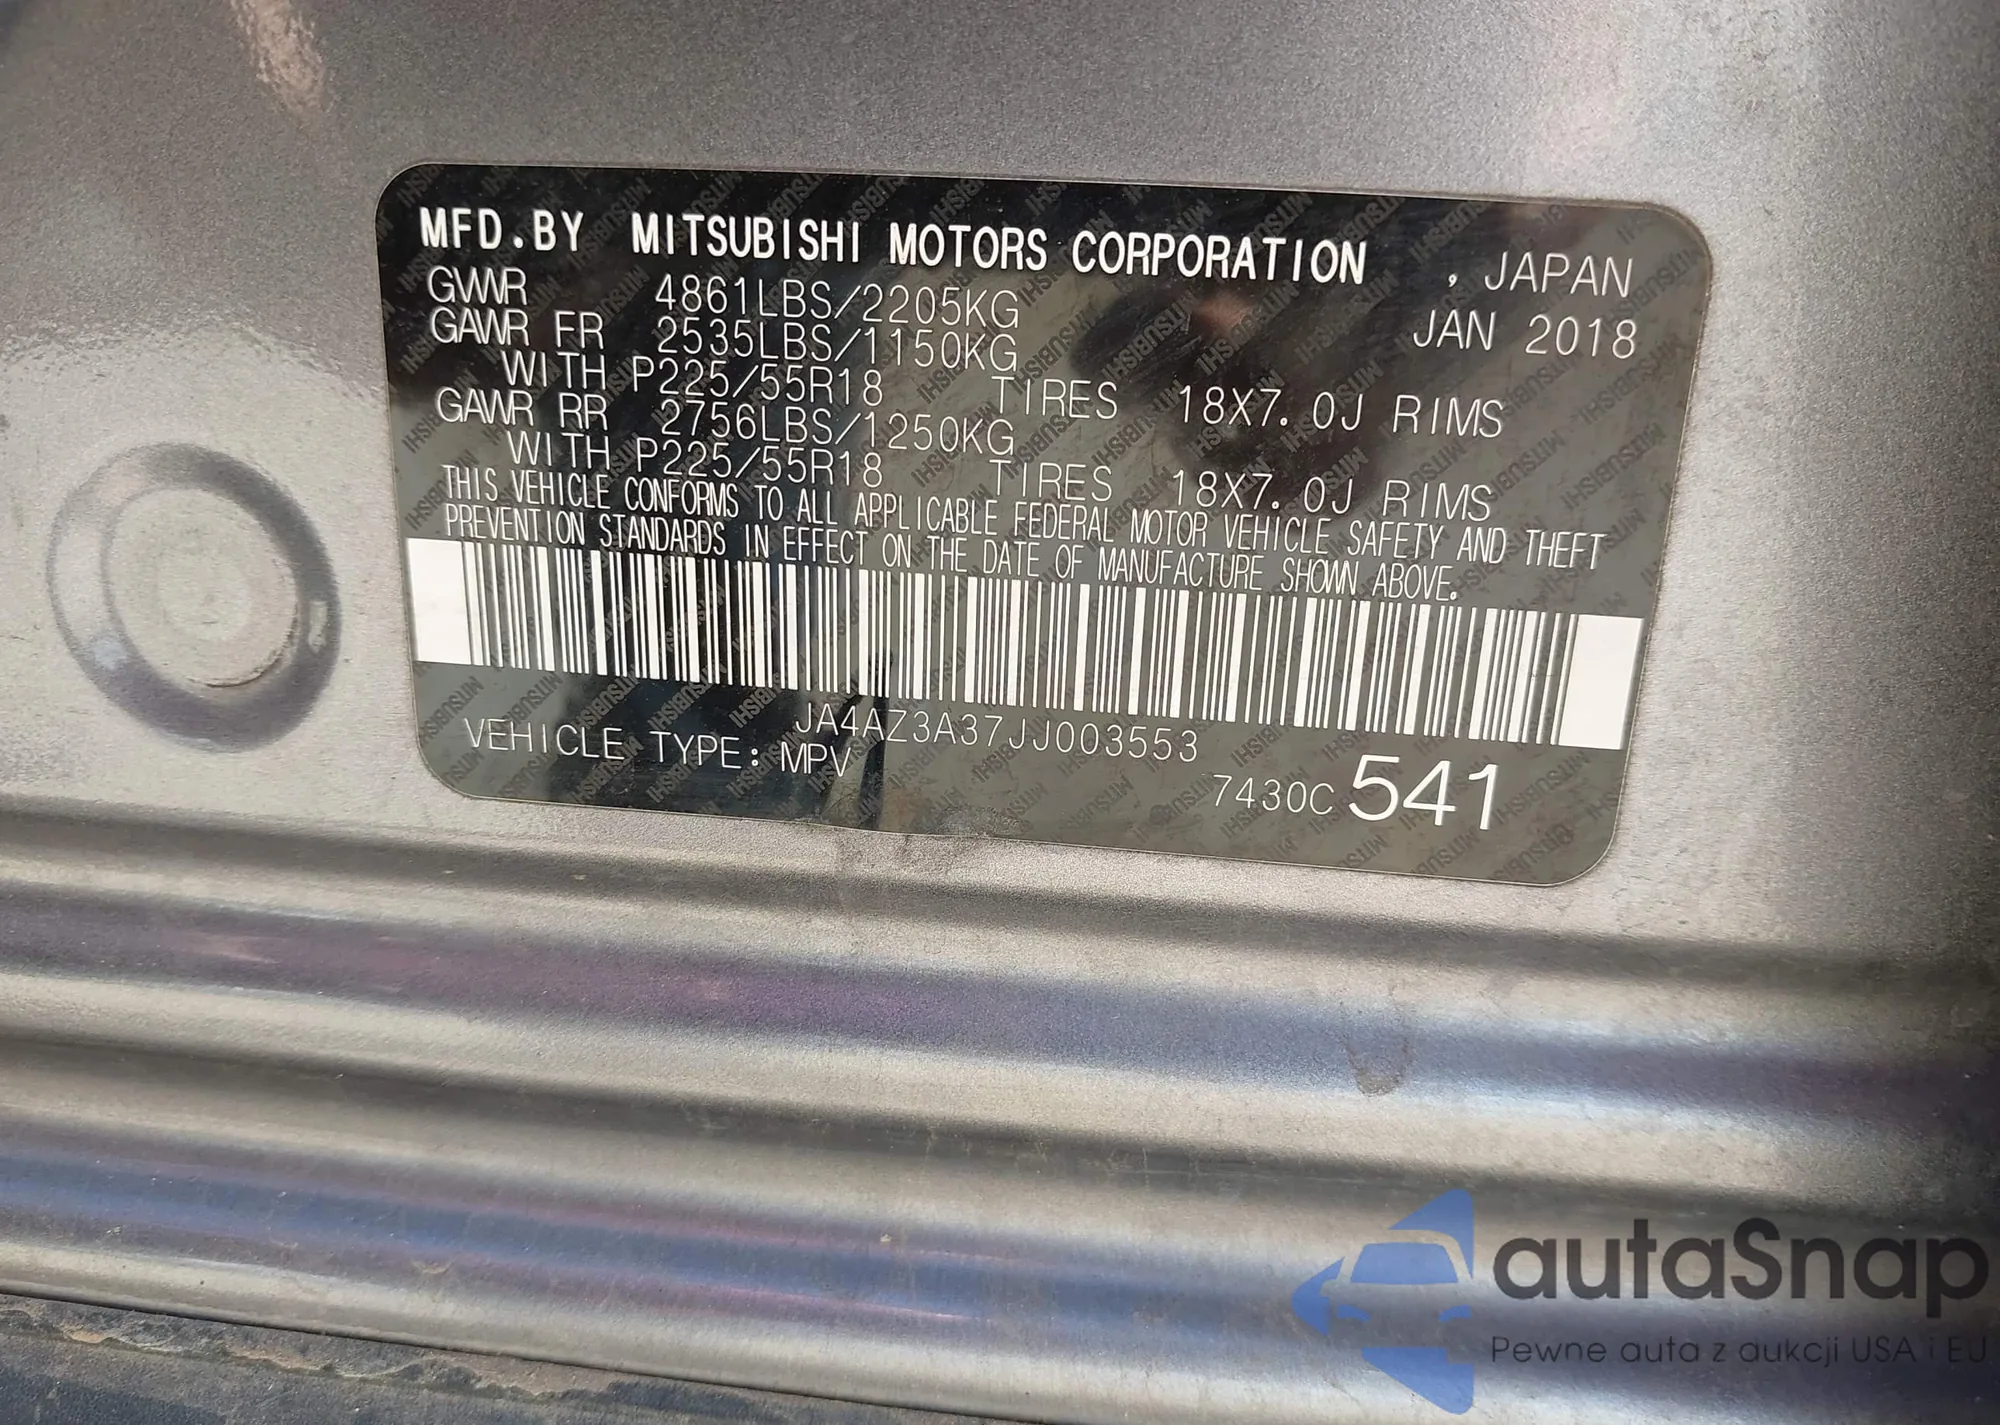 MFD.BY MITSUBISHI MOTORS CORPORATION , JAPAN
GVWR 4861LBS/2205KG JAN 2018
GAWR FR 2535LBS/1150KG
WITH P225/55R18 TIRES 18X7.0J RIMS
GAWR RR 2756LBS/1250KG
WITH P225/55R18 TIRES 18X7.0J RIMS
THIS VEHICLE CONFORMS TO ALL APPLICABLE FEDERAL MOTOR VEHICLE SAFETY AND THEFT
PREVENTION STANDARDS IN EFFECT ON THE DATE OF MANUFACTURE SHOWN ABOVE.
JA4AZ3A37JJ003553
VEHICLE TYPE: MPV
7430C 541
autaSnap
Pewne auta z aukcji USA i EU